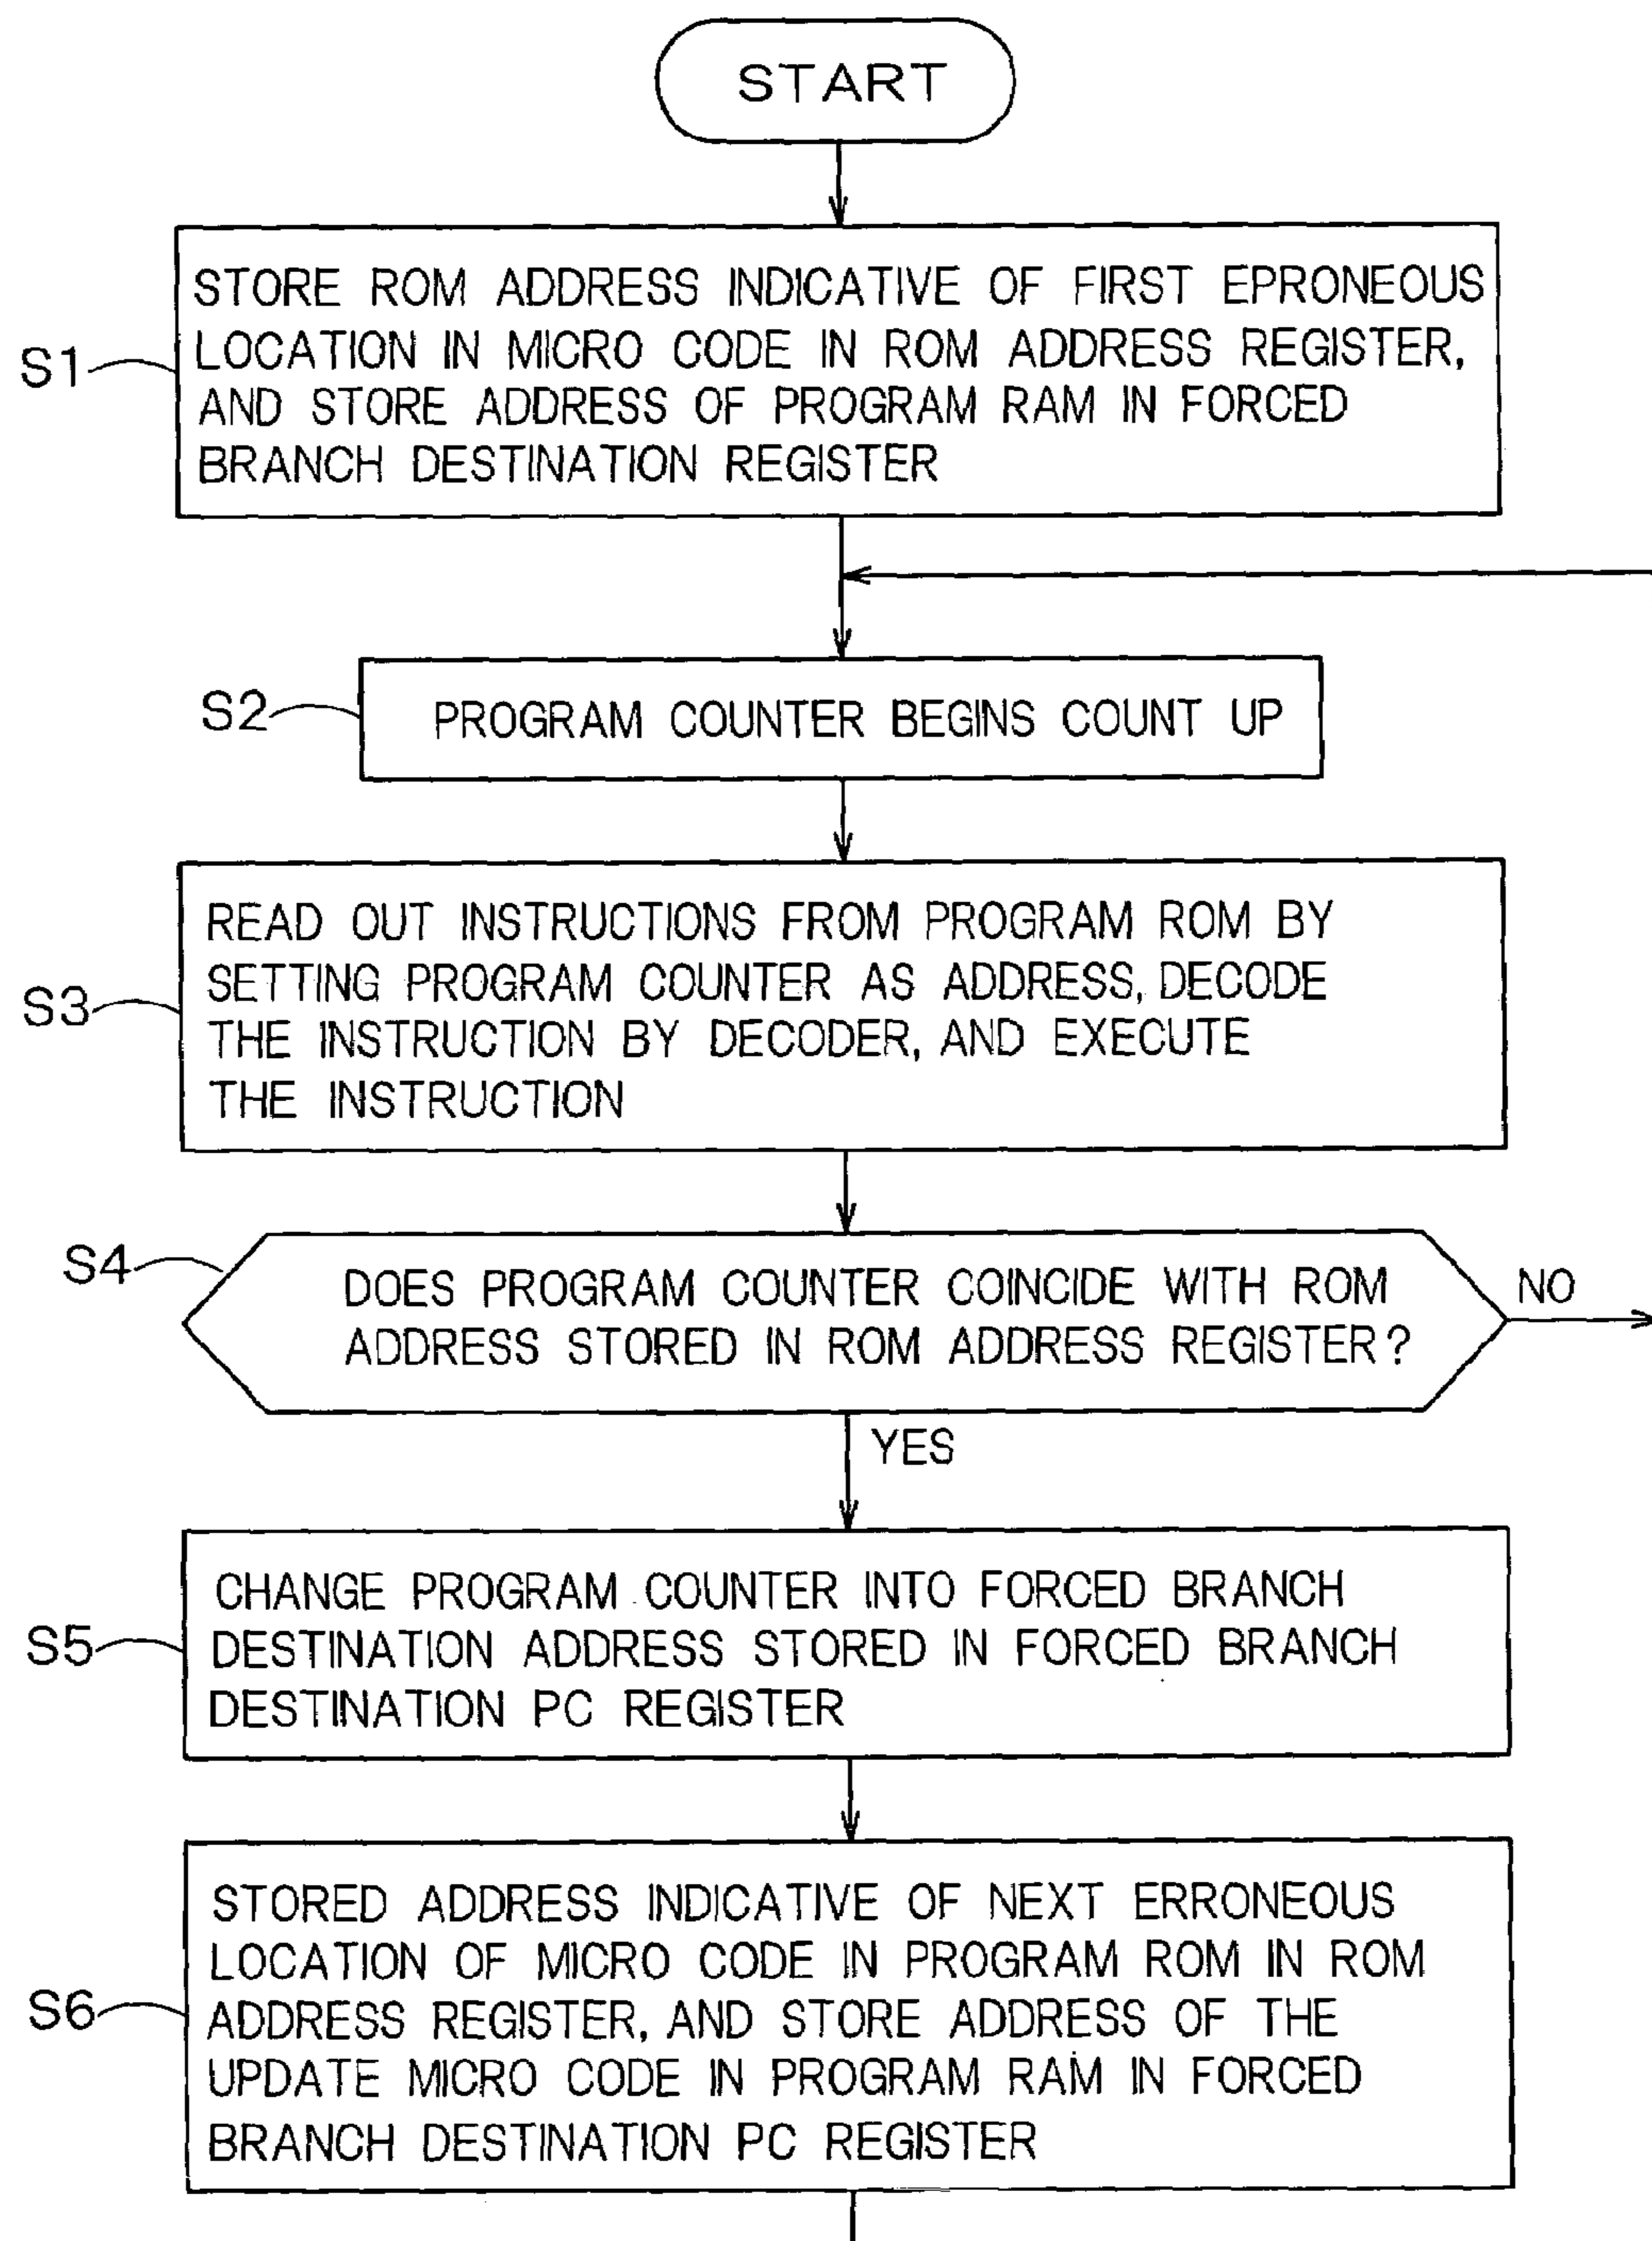 START
S1
STORE ROM ADDRESS INDICATIVE OF FIRST EPRONEOUS
LOCATION IN MICRO CODE IN ROM ADDRESS REGISTER,
AND STORE ADDRESS OF PROGRAM RAM IN FORCED
BRANCH DESTINATION REGISTER
S2
PROGRAM COUNTER BEGINS COUNT UP
S3
READ OUT INSTRUCTIONS FROM PROGRAM ROM BY
SETTING PROGRAM COUNTER AS ADDRESS, DECODE
THE INSTRUCTION BY DECODER, AND EXECUTE
THE INSTRUCTION
S4
DOES PROGRAM COUNTER COINCIDE WITH ROM
ADDRESS STORED IN ROM ADDRESS REGISTER?
NO
YES
S5
CHANGE PROGRAM COUNTER INTO FORCED BRANCH
DESTINATION ADDRESS STORED IN FORCED BRANCH
DESTINATION PC REGISTER
S6
STORED ADDRESS INDICATIVE OF NEXT ERRONEOUS
LOCATION OF MICRO CODE IN PROGRAM ROM IN ROM
ADDRESS REGISTER, AND STORE ADDRESS OF THE
UPDATE MICRO CODE IN PROGRAM RAM IN FORCED
BRANCH DESTINATION PC REGISTER